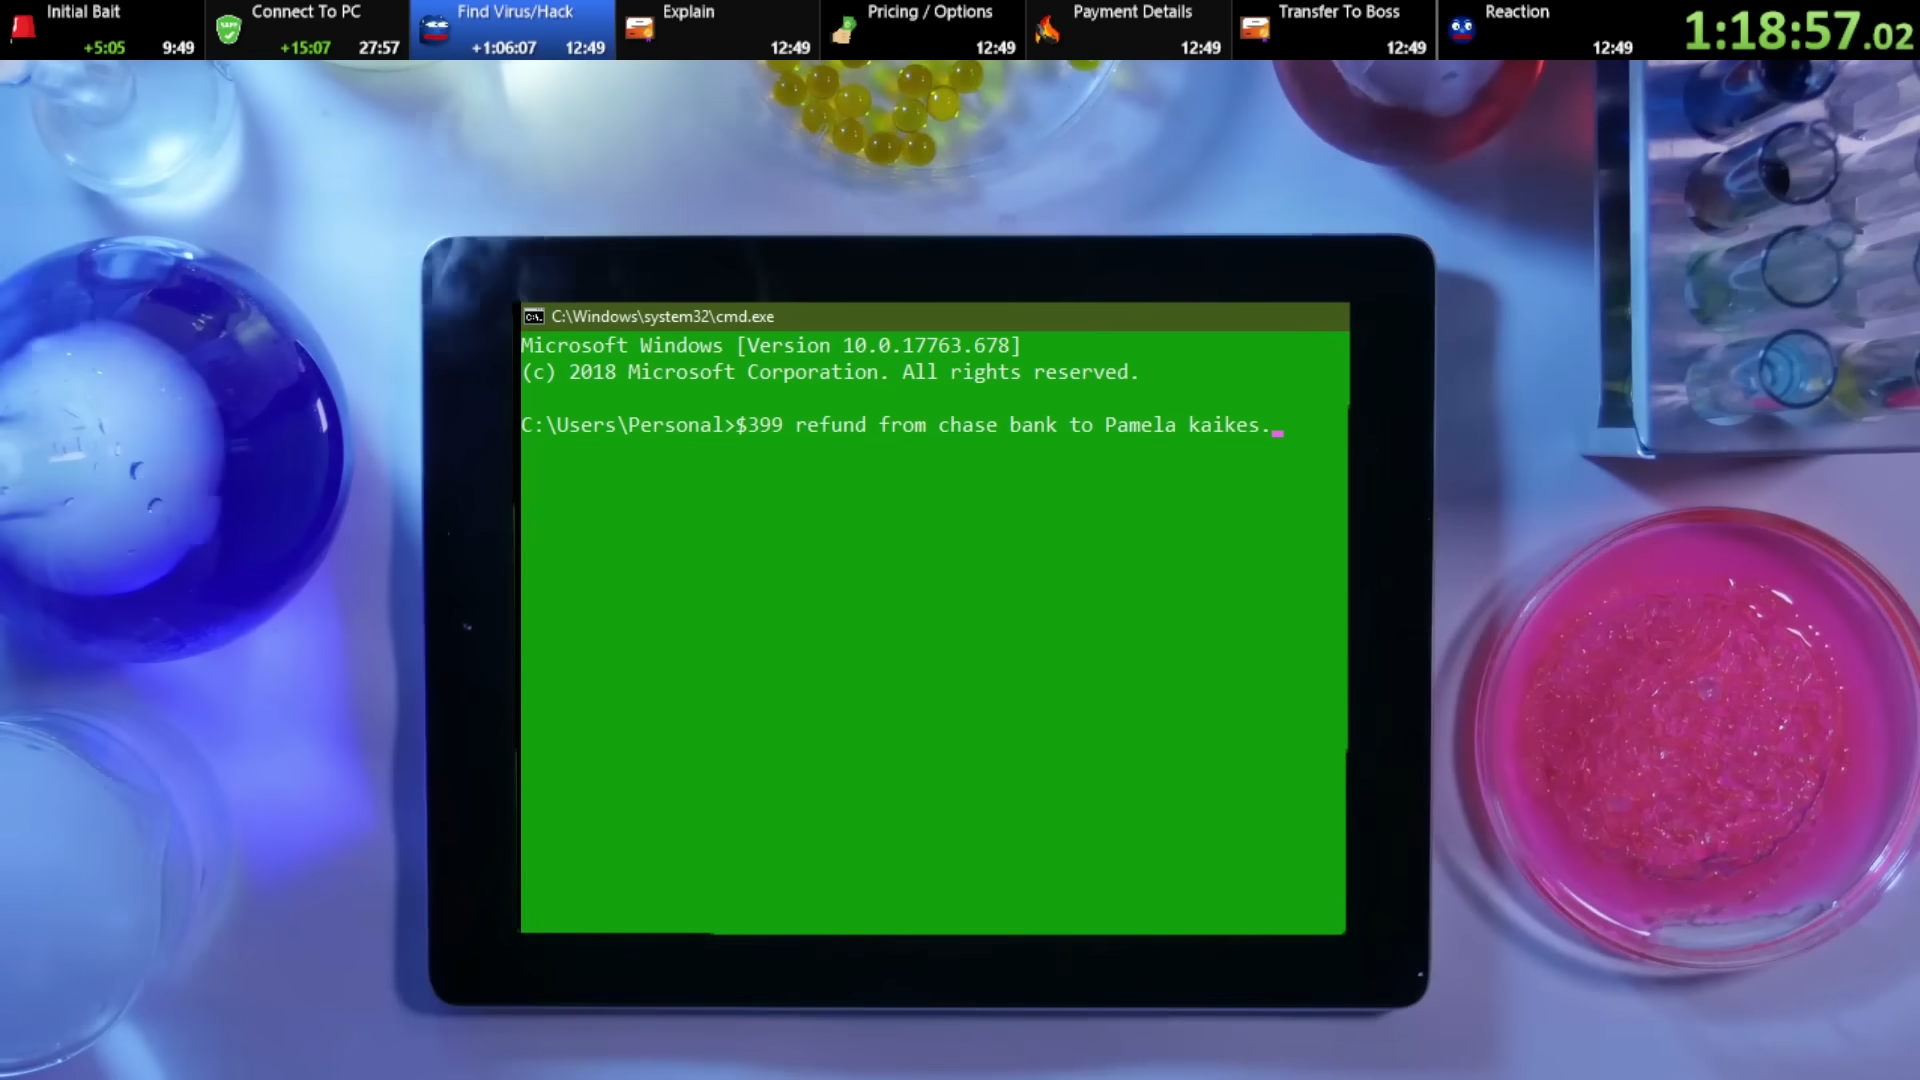 Initial Bait
+5:05 9:49
Connect To PC
+15:07 27:57
Find Virus/Hack
+1:06:07 12:49
Explain
12:49
Pricing / Options
12:49
Payment Details
12:49
Transfer To Boss
12:49
Reaction
12:49
1:18:57.02
C:\Windows\system32\cmd.exe
Microsoft Windows [Version 10.0.17763.678]
(c) 2018 Microsoft Corporation. All rights reserved.
C:\Users\Personal>$399 refund from chase bank to Pamela kaikes.